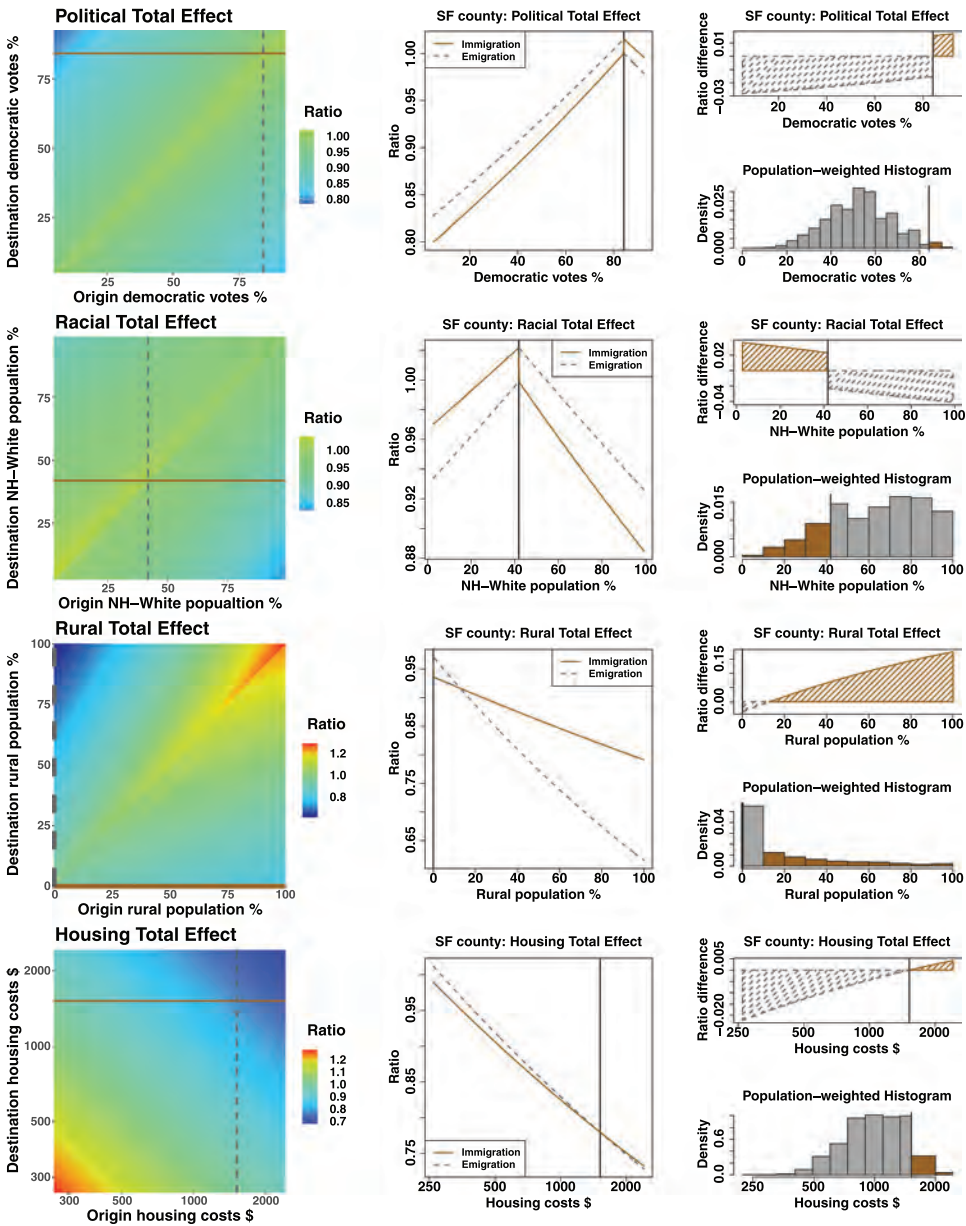 Political Total Effect
Destination democratic votes %
75
50
25
25
50
75
Origin democratic votes %
Ratio
1.00
0.95
0.90
0.85
0.80
SF county: Political Total Effect
Immigration
Emigration
Ratio
1.00
0.95
0.90
0.85
0.80
20
40
60
80
Democratic votes %
SF county: Political Total Effect
Ratio difference
0.01
−0.03
20
40
60
80
Democratic votes %
Population−weighted Histogram
Density
0.025
0.000
0
20
40
60
80
Democratic votes %
Racial Total Effect
Destination NH−White popualtion %
75
50
25
25
50
75
Origin NH−White popualtion %
Ratio
1.00
0.95
0.90
0.85
SF county: Racial Total Effect
Immigration
Emigration
Ratio
1.00
0.96
0.92
0.88
0
20
40
60
80
100
NH−White population %
SF county: Racial Total Effect
Ratio difference
0.02
−0.04
0
20
40
60
80
100
NH−White population %
Population−weighted Histogram
Density
0.015
0.000
0
20
40
60
80
100
NH−White population %
Rural Total Effect
Destination rural population %
100
75
50
25
0
0
25
50
75
100
Origin rural population %
Ratio
1.2
1.0
0.8
SF county: Rural Total Effect
Immigration
Emigration
Ratio
0.95
0.85
0.75
0.65
0
20
40
60
80
100
Rural population %
SF county: Rural Total Effect
Ratio difference
0.15
0.00
0
20
40
60
80
100
Rural population %
Population−weighted Histogram
Density
0.04
0.00
0
20
40
60
80
100
Rural population %
Housing Total Effect
Destination housing costs $
2000
1000
500
300
300
500
1000
2000
Origin housing costs $
Ratio
1.2
1.1
1.0
0.9
0.8
0.7
SF county: Housing Total Effect
Immigration
Emigration
Ratio
0.95
0.85
0.75
250
500
1000
2000
Housing costs $
SF county: Housing Total Effect
Ratio difference
0.005
−0.020
250
500
1000
2000
Housing costs $
Population−weighted Histogram
Density
0.6
0.0
250
500
1000
2000
Housing costs $